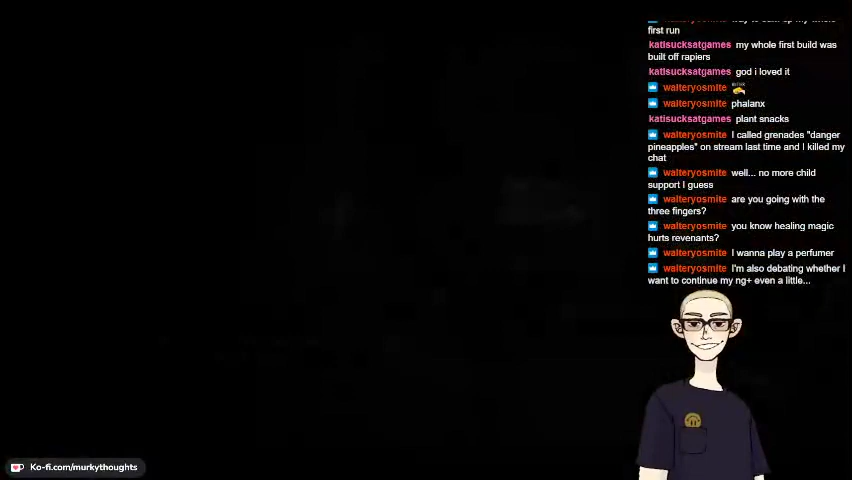 first run
katisucksatgames my whole first build was
built off rapiers
katisucksatgames god i loved it
walteryosmite
walteryosmite phalanx
katisucksatgames plant snacks
walteryosmite I called grenades "danger
pineapples" on stream last time and I killed my
chat
walteryosmite well... no more child
support I guess
walteryosmite are you going with the
three fingers?
walteryosmite you know healing magic
hurts revenants?
walteryosmite I wanna play a perfumer
walteryosmite I'm also debating whether I
want to continue my ng+ even a little...
Ko-fi.com/murkythoughts